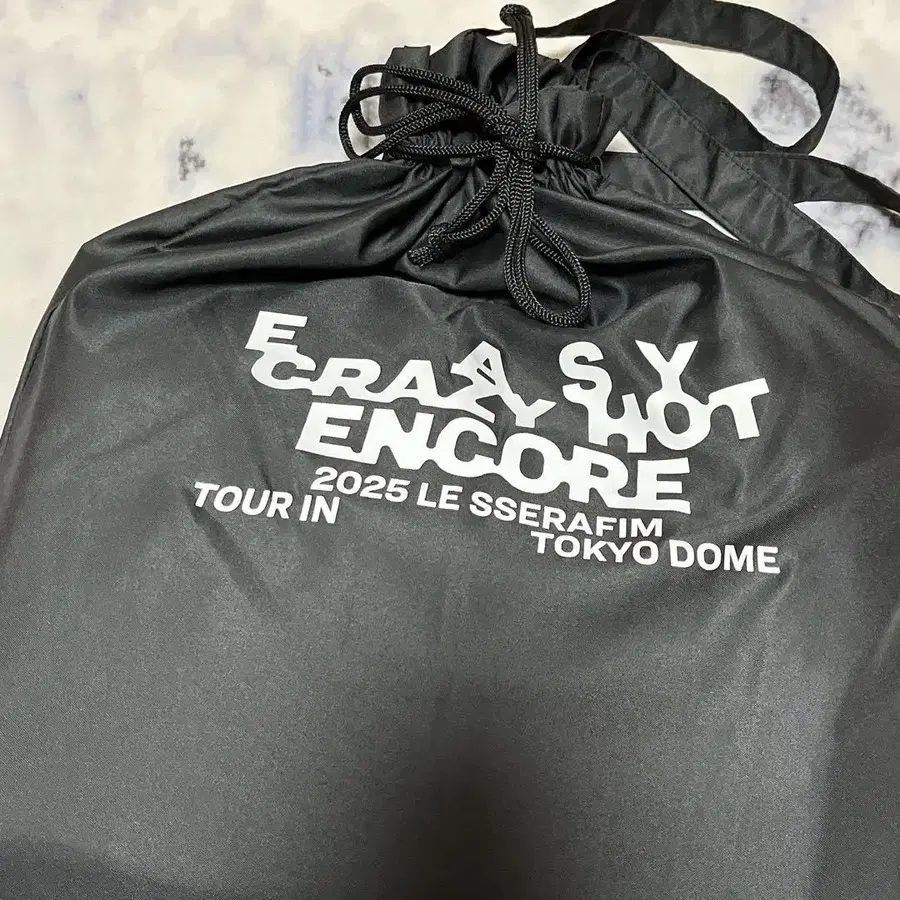 EASY
CRAZY HOT
ENCORE
2025 LE SSERAFIM
TOUR IN
TOKYO DOME